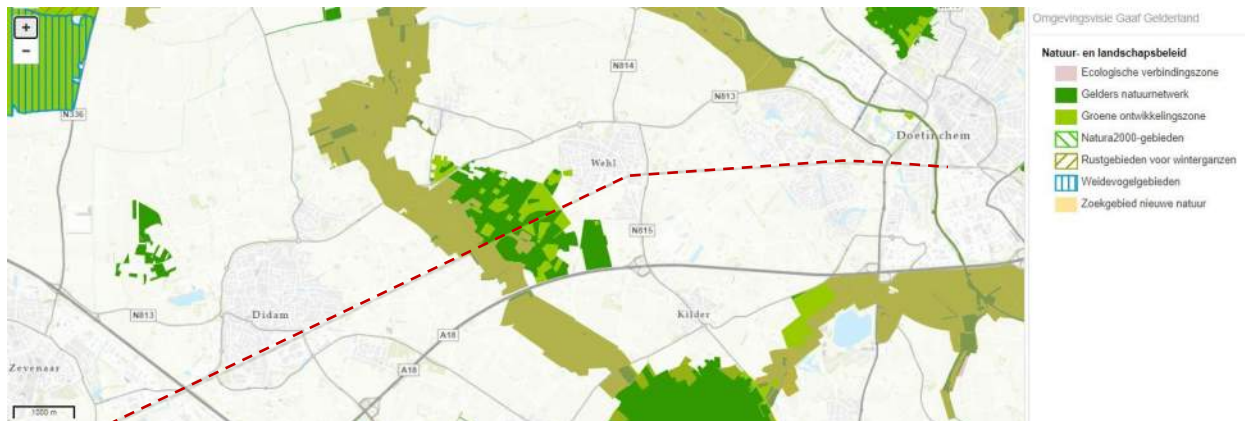 Omgevingsvisie Gaaf Gelderland
Natuur- en landschapsbeleid
Ecologische verbindingszone
Gelders natuurnetwerk
Groene ontwikkelingszone
Natura2000-gebieden
Rustgebieden voor winterganzen
Weidevogelgebieden
Zoekgebied nieuwe natuur
+
-
N336
N814
N813
Doetinchem
Wehl
N815
N813
Didam
Kilder
A18
A18
Zevenaar
1000 m